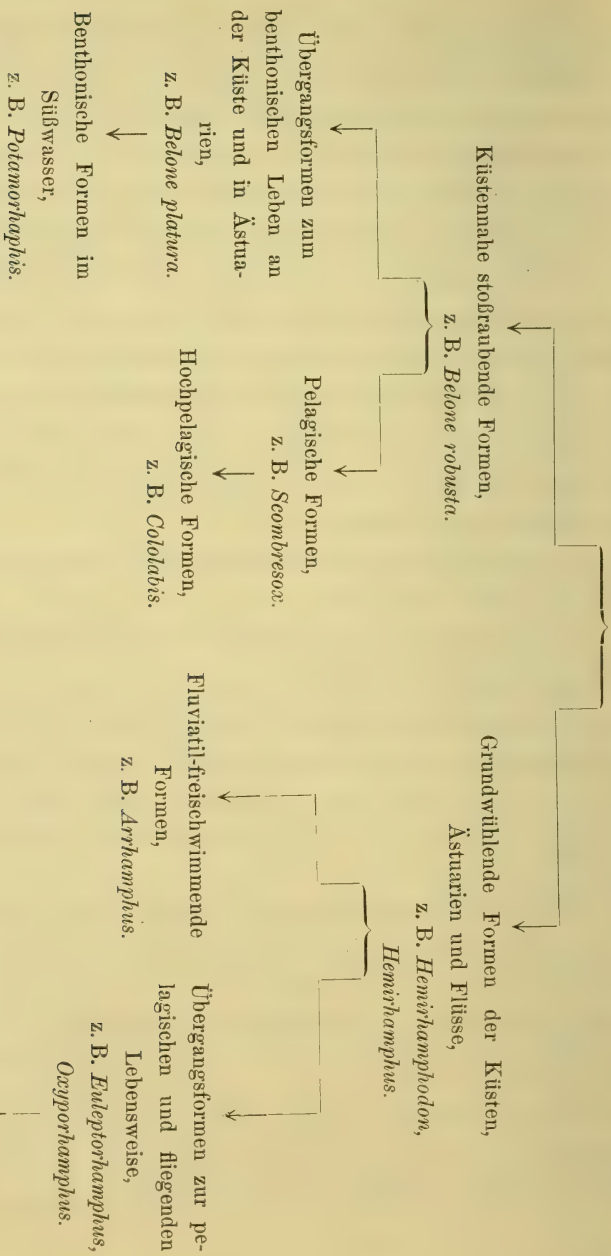 Küstennahe stoßraubende Formen,
z. B. Belone robusta.
Grundwühlende Formen der Küsten,
Ästuarien und Flüsse,
z. B. Hemirhamphodon,
Hemirhamphus.
Übergangsformen zum
benthonischen Leben an
der Küste und in Ästua-
rien,
z. B. Belone platura.
Pelagische Formen,
z. B. Scombresox.
Fluviatil-freischwimmende
Formen,
z. B. Arrhamphus.
Übergangsformen zur pe-
lagischen und fliegenden
Lebensweise,
z. B. Euleptorhamphus,
Oxyporhamphus.
Benthonische Formen im
Süßwasser,
z. B. Potamorhaphis.
Hochpelagische Formen,
z. B. Cololabis.